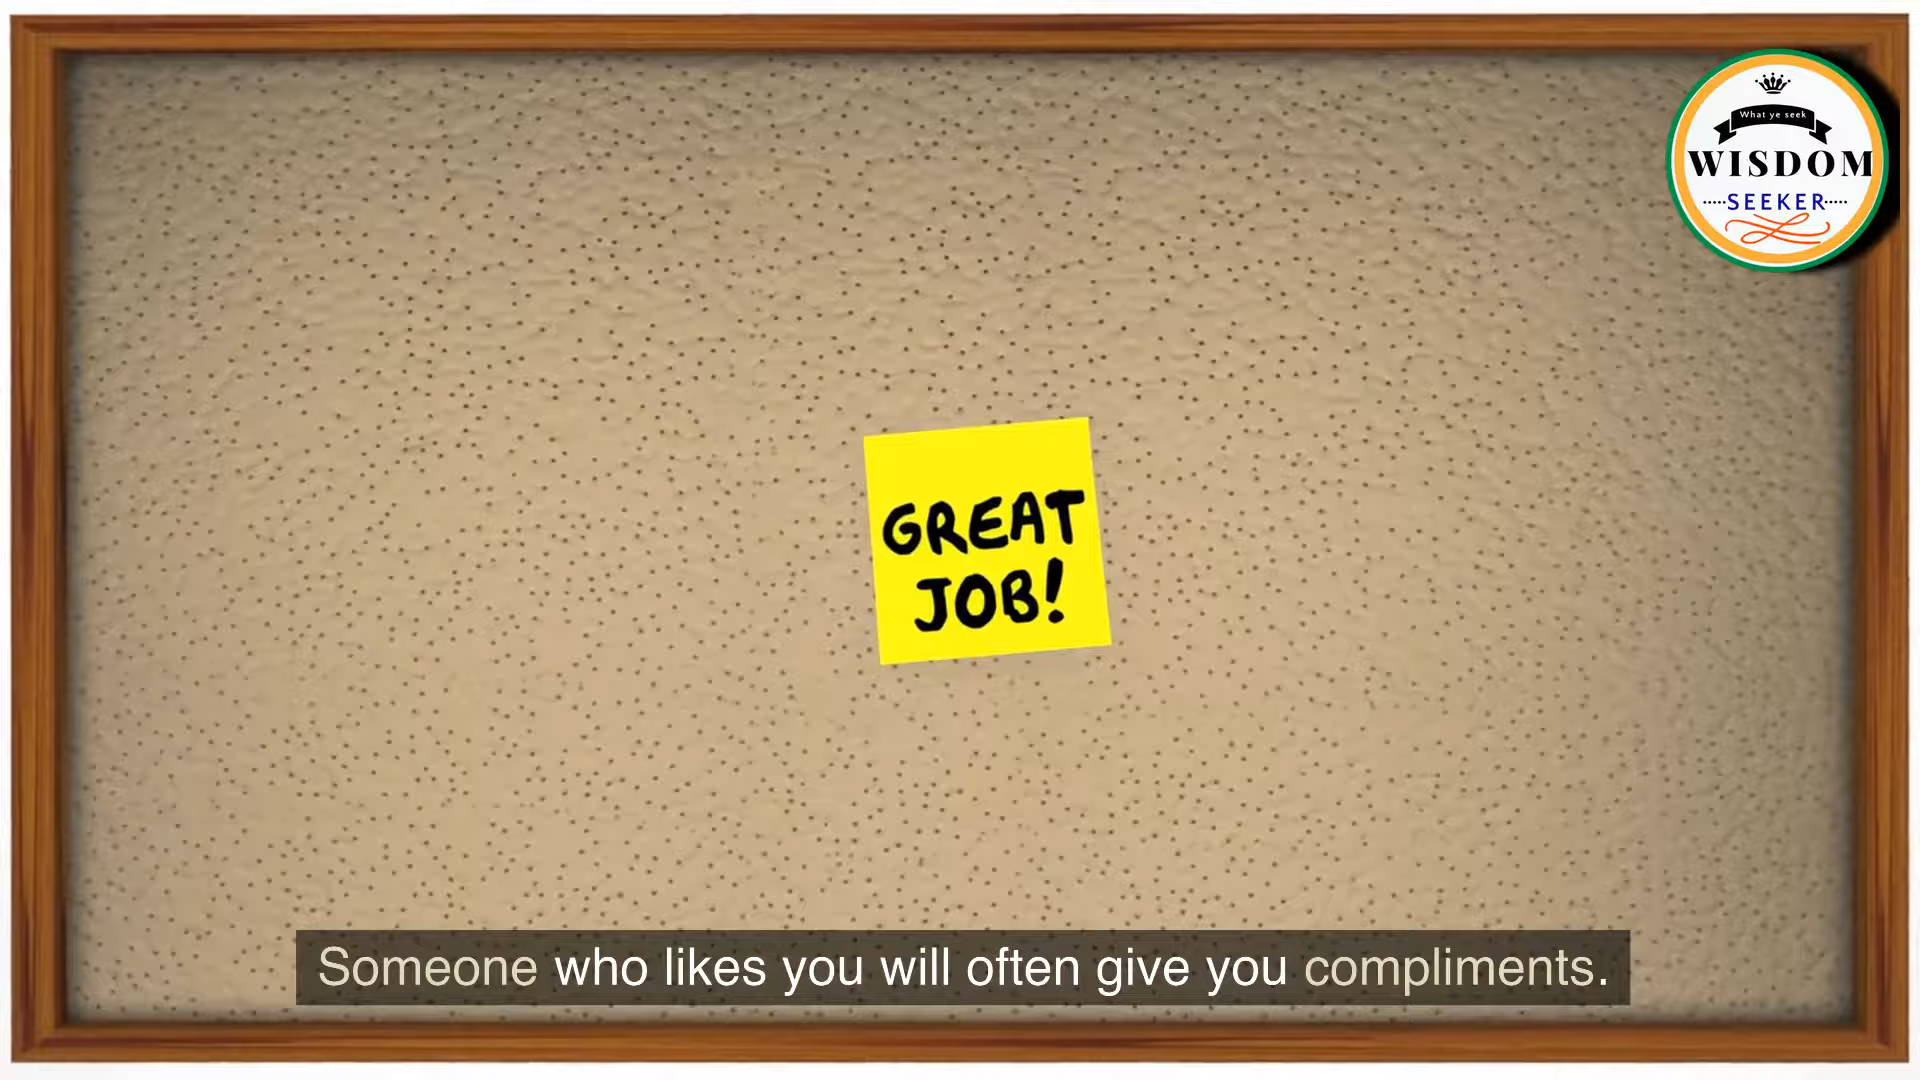 What ye seek
WISDOM
SEEKER
GREAT
JOB!
Someone who likes you will often give you compliments.